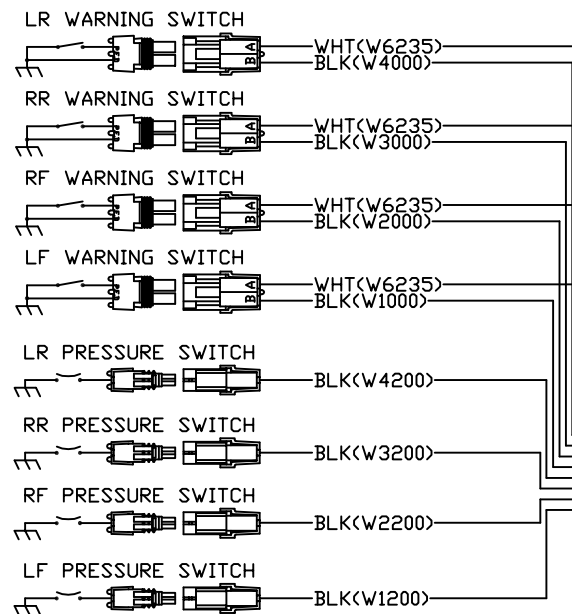 LR WARNING SWITCH
A WHT(W6235)
B BLK(W4000)
RR WARNING SWITCH
A WHT(W6235)
B BLK(W3000)
RF WARNING SWITCH
A WHT(W6235)
B BLK(W2000)
LF WARNING SWITCH
A WHT(W6235)
B BLK(W1000)
LR PRESSURE SWITCH
BLK(W4200)
RR PRESSURE SWITCH
BLK(W3200)
RF PRESSURE SWITCH
BLK(W2200)
LF PRESSURE SWITCH
BLK(W1200)